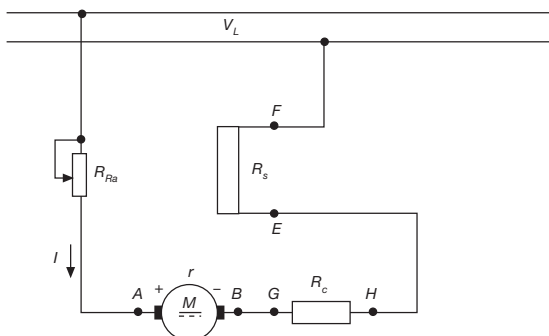 V_L
F
R_Ra
R_s
E
I
r
A + M − B G R_c H